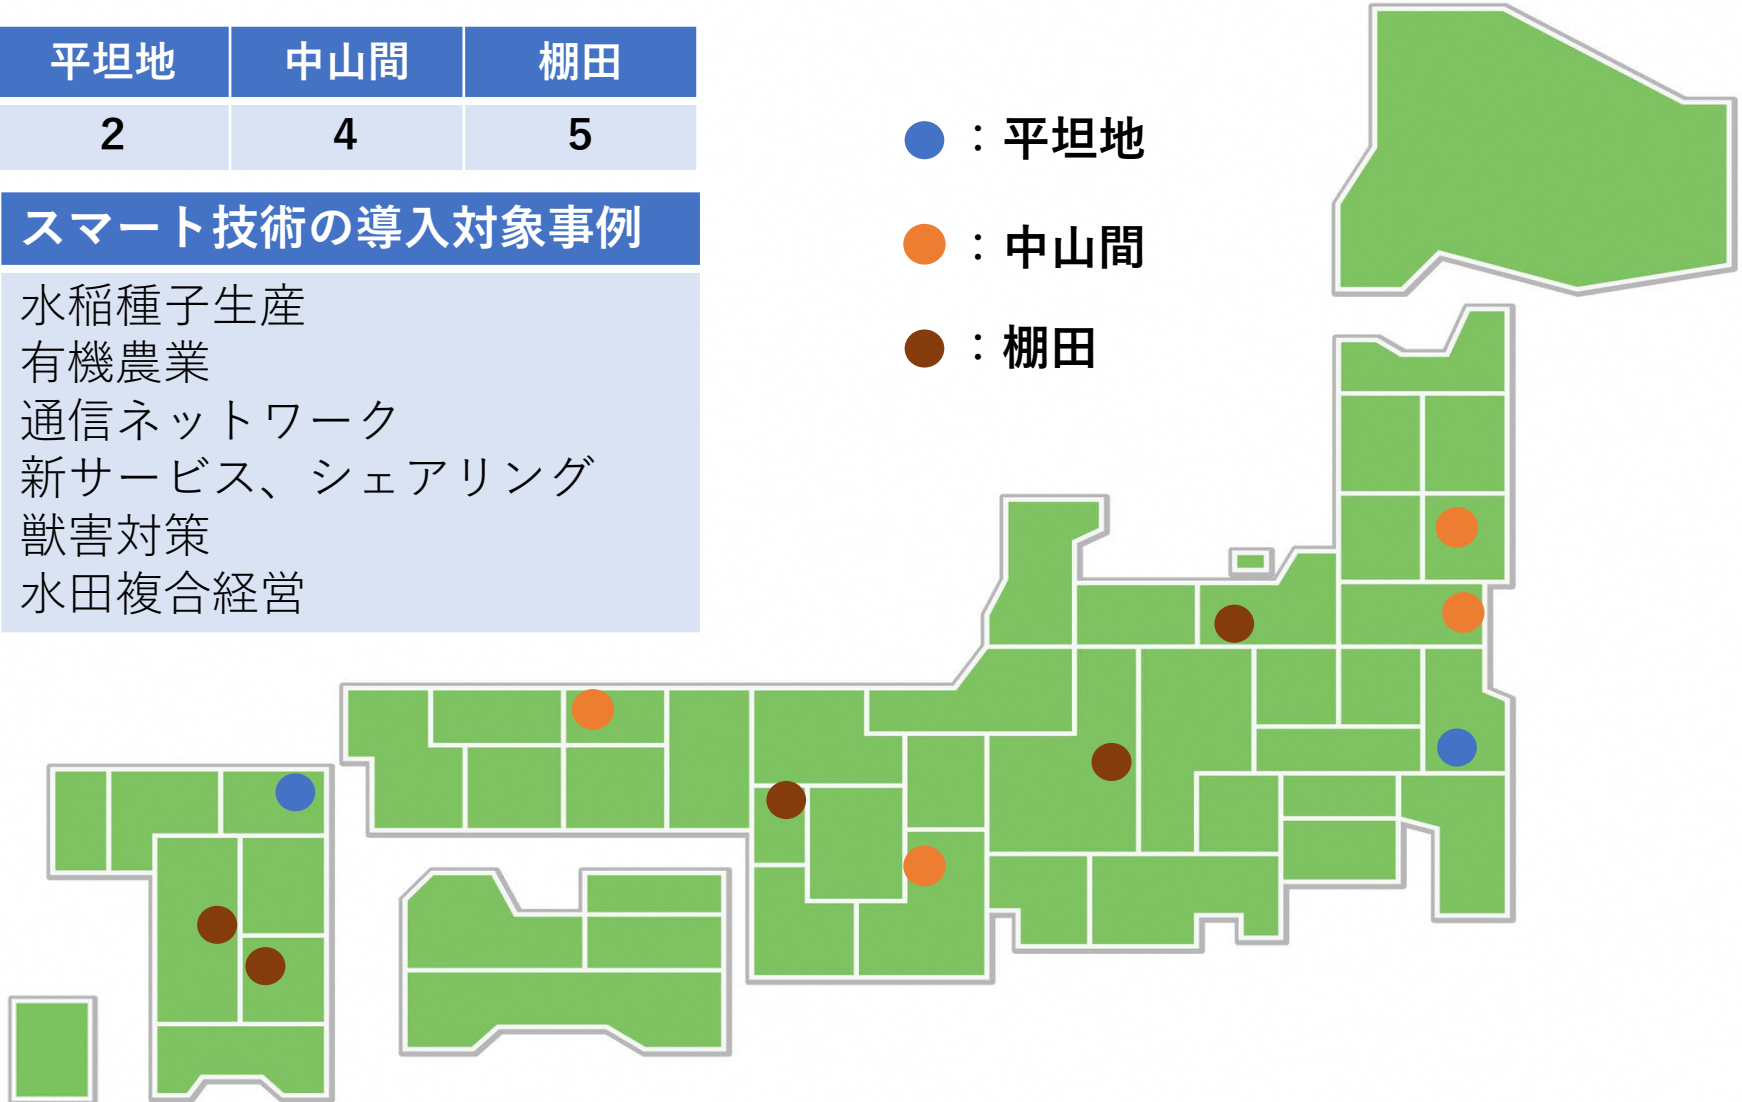 平坦地 中山間 棚田
2 4 5
スマート技術の導入対象事例
水稲種子生産
有機農業
通信ネットワーク
新サービス、シェアリング
獣害対策
水田複合経営
：平坦地
：中山間
：棚田